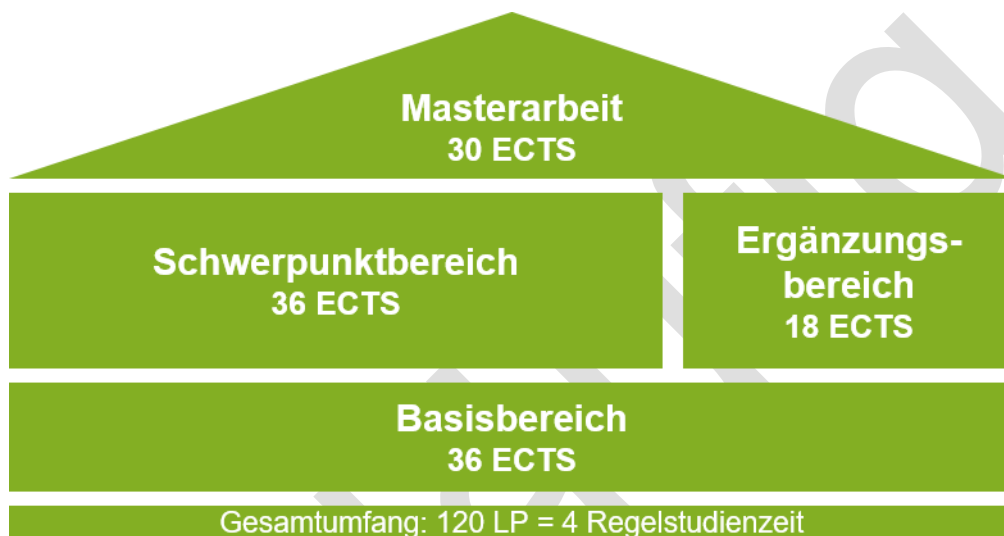 Masterarbeit
30 ECTS
Schwerpunktbereich
36 ECTS
Ergänzungs-
bereich
18 ECTS
Basisbereich
36 ECTS
Gesamtumfang: 120 LP = 4 Regelstudienzeit